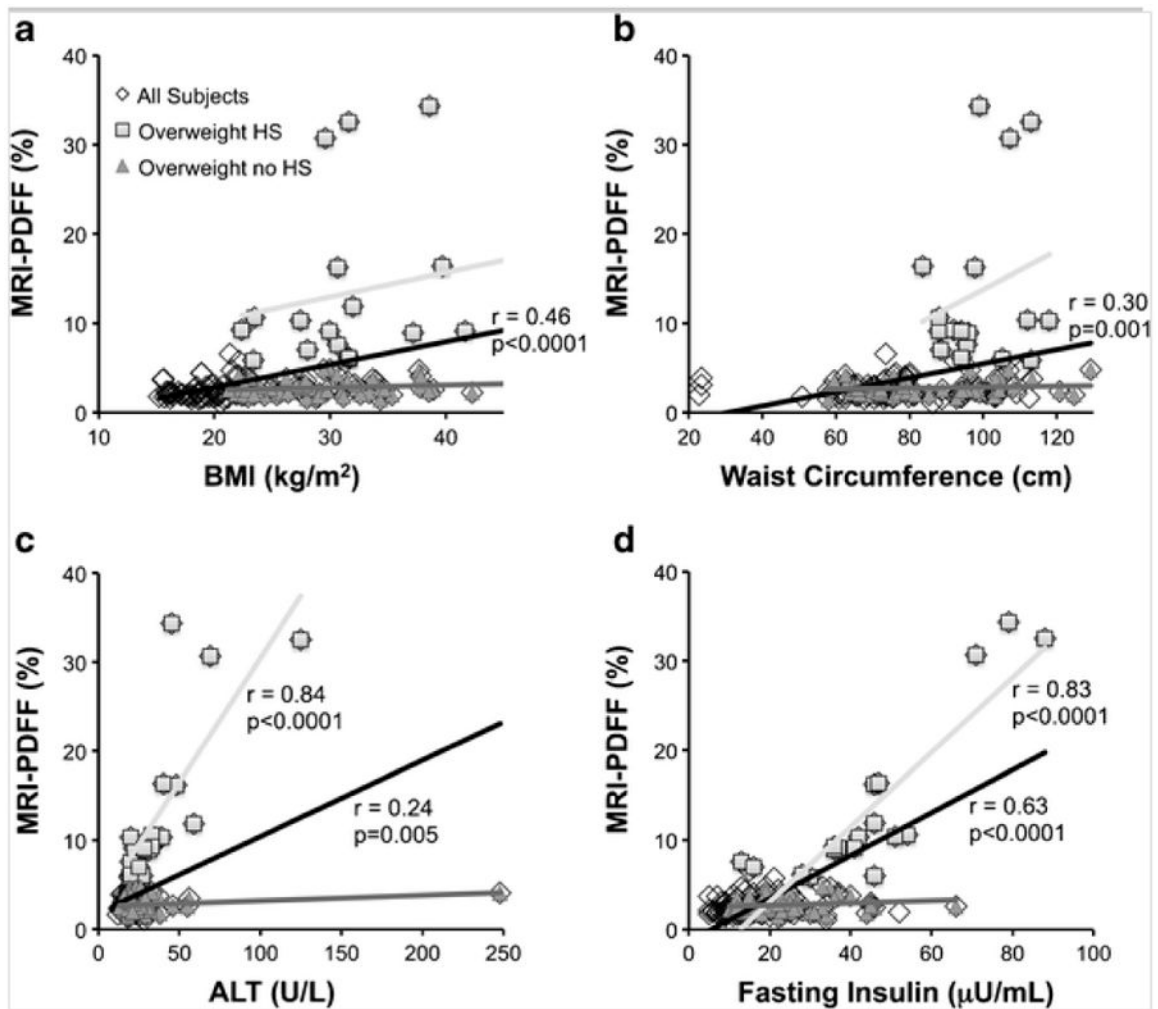 a
40
30
20
10
0
MRI-PDFF (%)
All Subjects
Overweight HS
Overweight no HS
r = 0.46
p<0.0001
10 20 30 40
BMI (kg/m²)
b
40
30
20
10
0
MRI-PDFF (%)
r = 0.30
p=0.001
20 40 60 80 100 120
Waist Circumference (cm)
c
40
30
20
10
0
MRI-PDFF (%)
r = 0.84
p<0.0001
r = 0.24
p=0.005
0 50 100 150 200 250
ALT (U/L)
d
40
30
20
10
0
MRI-PDFF (%)
r = 0.83
p<0.0001
r = 0.63
p<0.0001
0 20 40 60 80 100
Fasting Insulin (μU/mL)